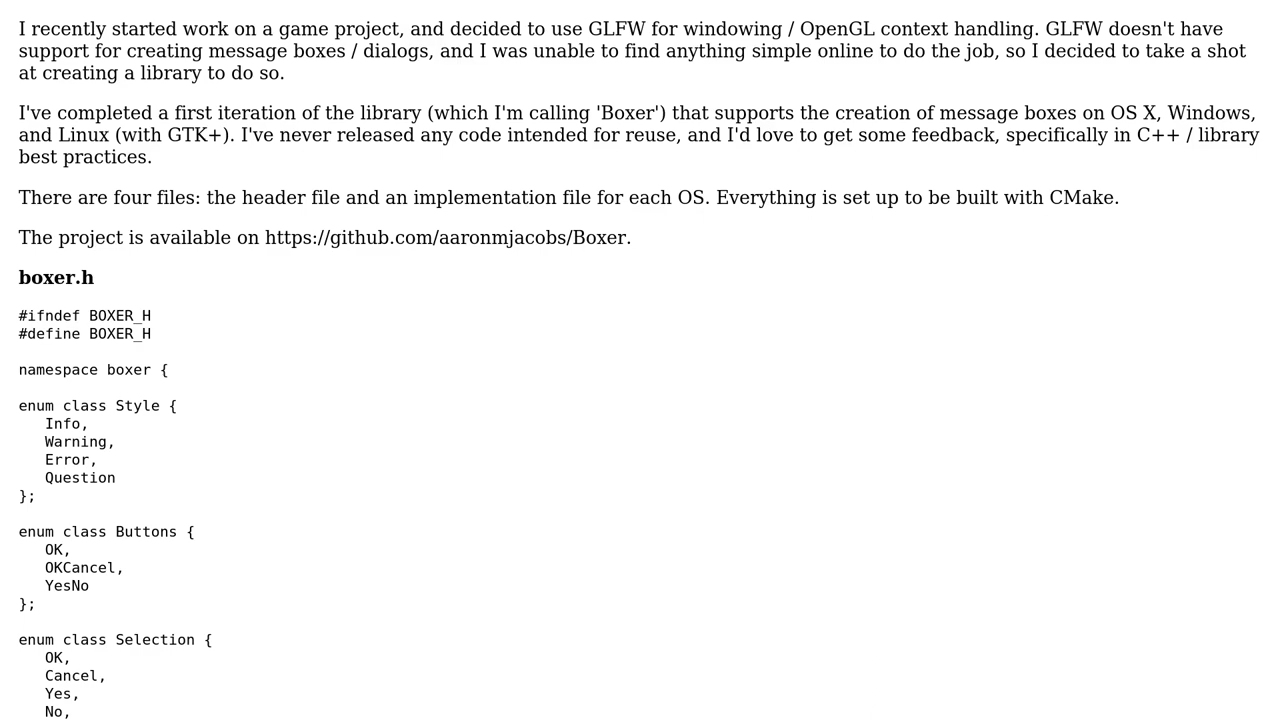 I recently started work on a game project, and decided to use GLFW for windowing / OpenGL context handling. GLFW doesn't have
support for creating message boxes / dialogs, and I was unable to find anything simple online to do the job, so I decided to take a shot
at creating a library to do so.
I've completed a first iteration of the library (which I'm calling 'Boxer') that supports the creation of message boxes on OS X, Windows,
and Linux (with GTK+). I've never released any code intended for reuse, and I'd love to get some feedback, specifically in C++ / library
best practices.
There are four files: the header file and an implementation file for each OS. Everything is set up to be built with CMake.
The project is available on https://github.com/aaronmjacobs/Boxer.
boxer.h
#ifndef BOXER_H
#define BOXER_H
namespace boxer {
enum class Style {
   Info,
   Warning,
   Error,
   Question
};
enum class Buttons {
   OK,
   OKCancel,
   YesNo
};
enum class Selection {
   OK,
   Cancel,
   Yes,
   No,